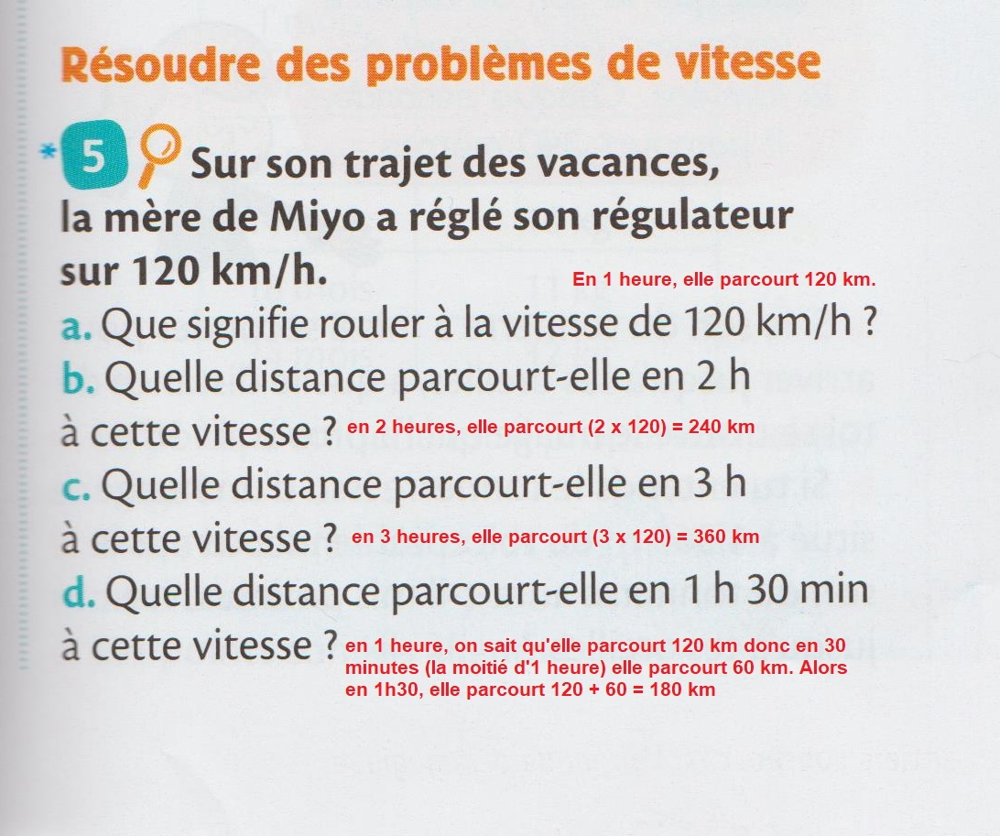 Résoudre des problèmes de vitesse
* 5 Sur son trajet des vacances,
la mère de Miyo a réglé son régulateur
sur 120 km/h.
En 1 heure, elle parcourt 120 km.
a. Que signifie rouler à la vitesse de 120 km/h ?
b. Quelle distance parcourt-elle en 2 h
à cette vitesse ? en 2 heures, elle parcourt (2 x 120) = 240 km
c. Quelle distance parcourt-elle en 3 h
à cette vitesse ? en 3 heures, elle parcourt (3 x 120) = 360 km
d. Quelle distance parcourt-elle en 1 h 30 min
à cette vitesse ? en 1 heure, on sait qu'elle parcourt 120 km donc en 30
minutes (la moitié d'1 heure) elle parcourt 60 km. Alors
en 1h30, elle parcourt 120 + 60 = 180 km